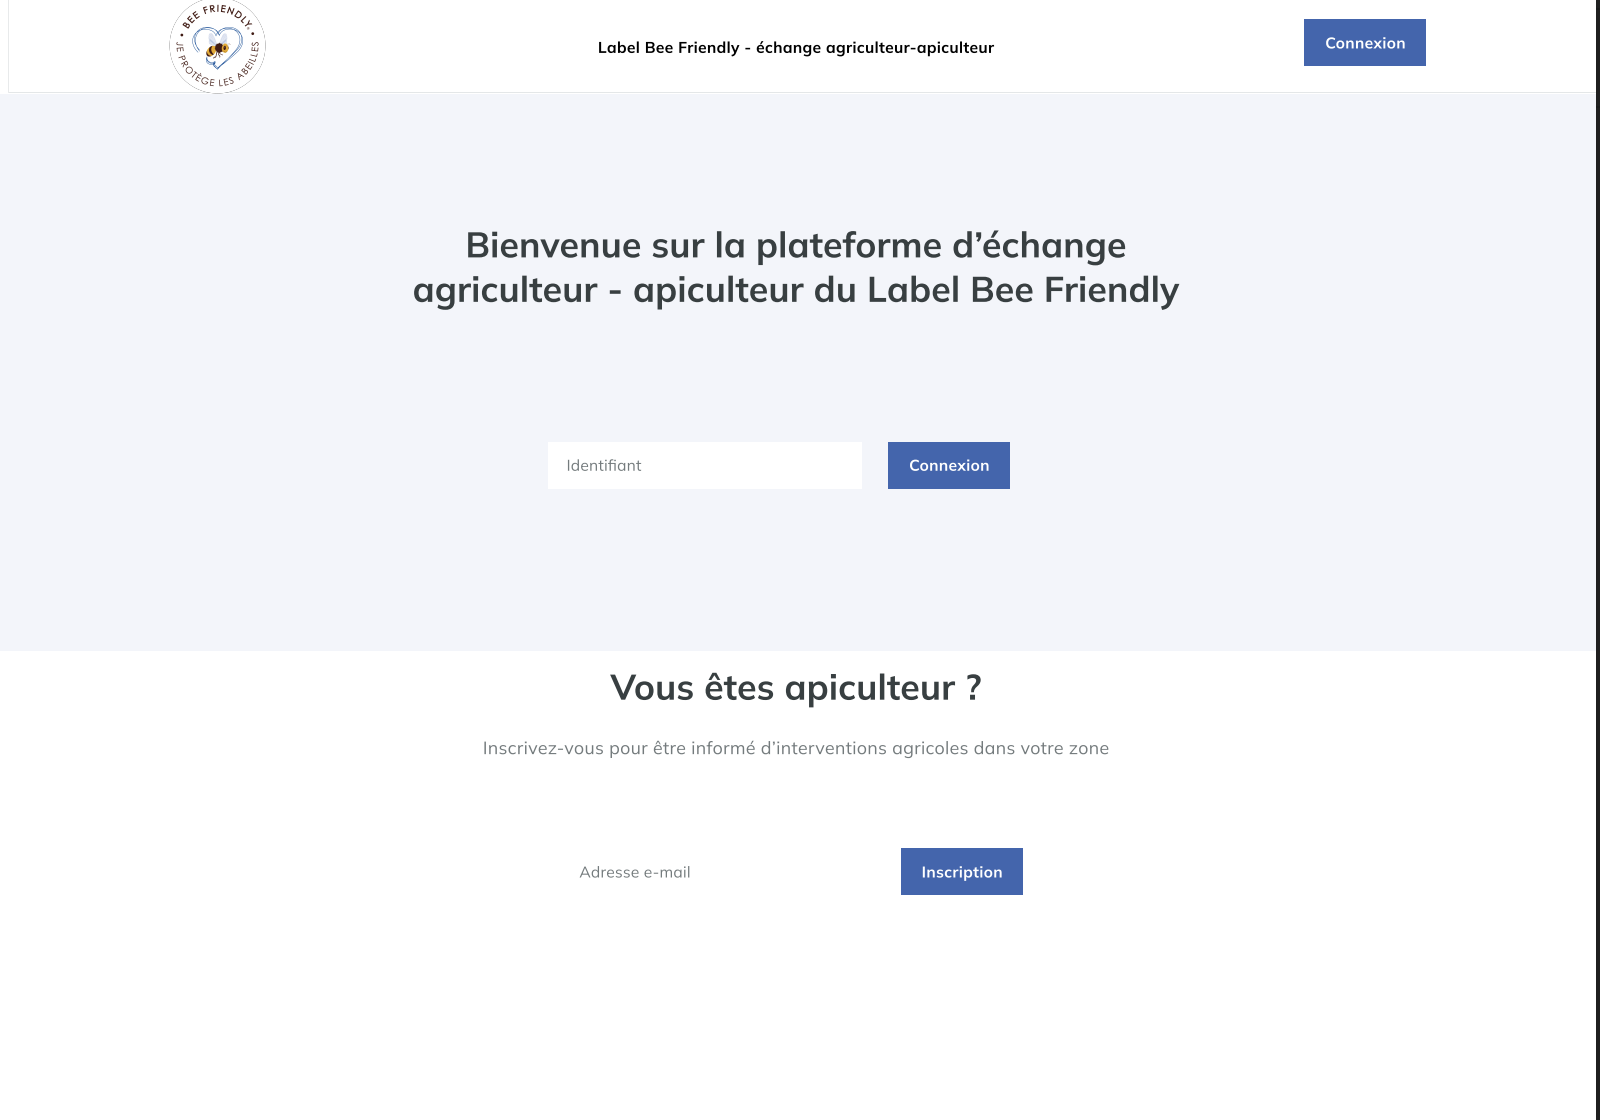 BEE FRIENDLY
JE PROTÈGE LES ABEILLES
Label Bee Friendly - échange agriculteur-apiculteur
Connexion
Bienvenue sur la plateforme d’échange
agriculteur - apiculteur du Label Bee Friendly
Identifiant
Connexion
Vous êtes apiculteur ?
Inscrivez-vous pour être informé d’interventions agricoles dans votre zone
Adresse e-mail
Inscription